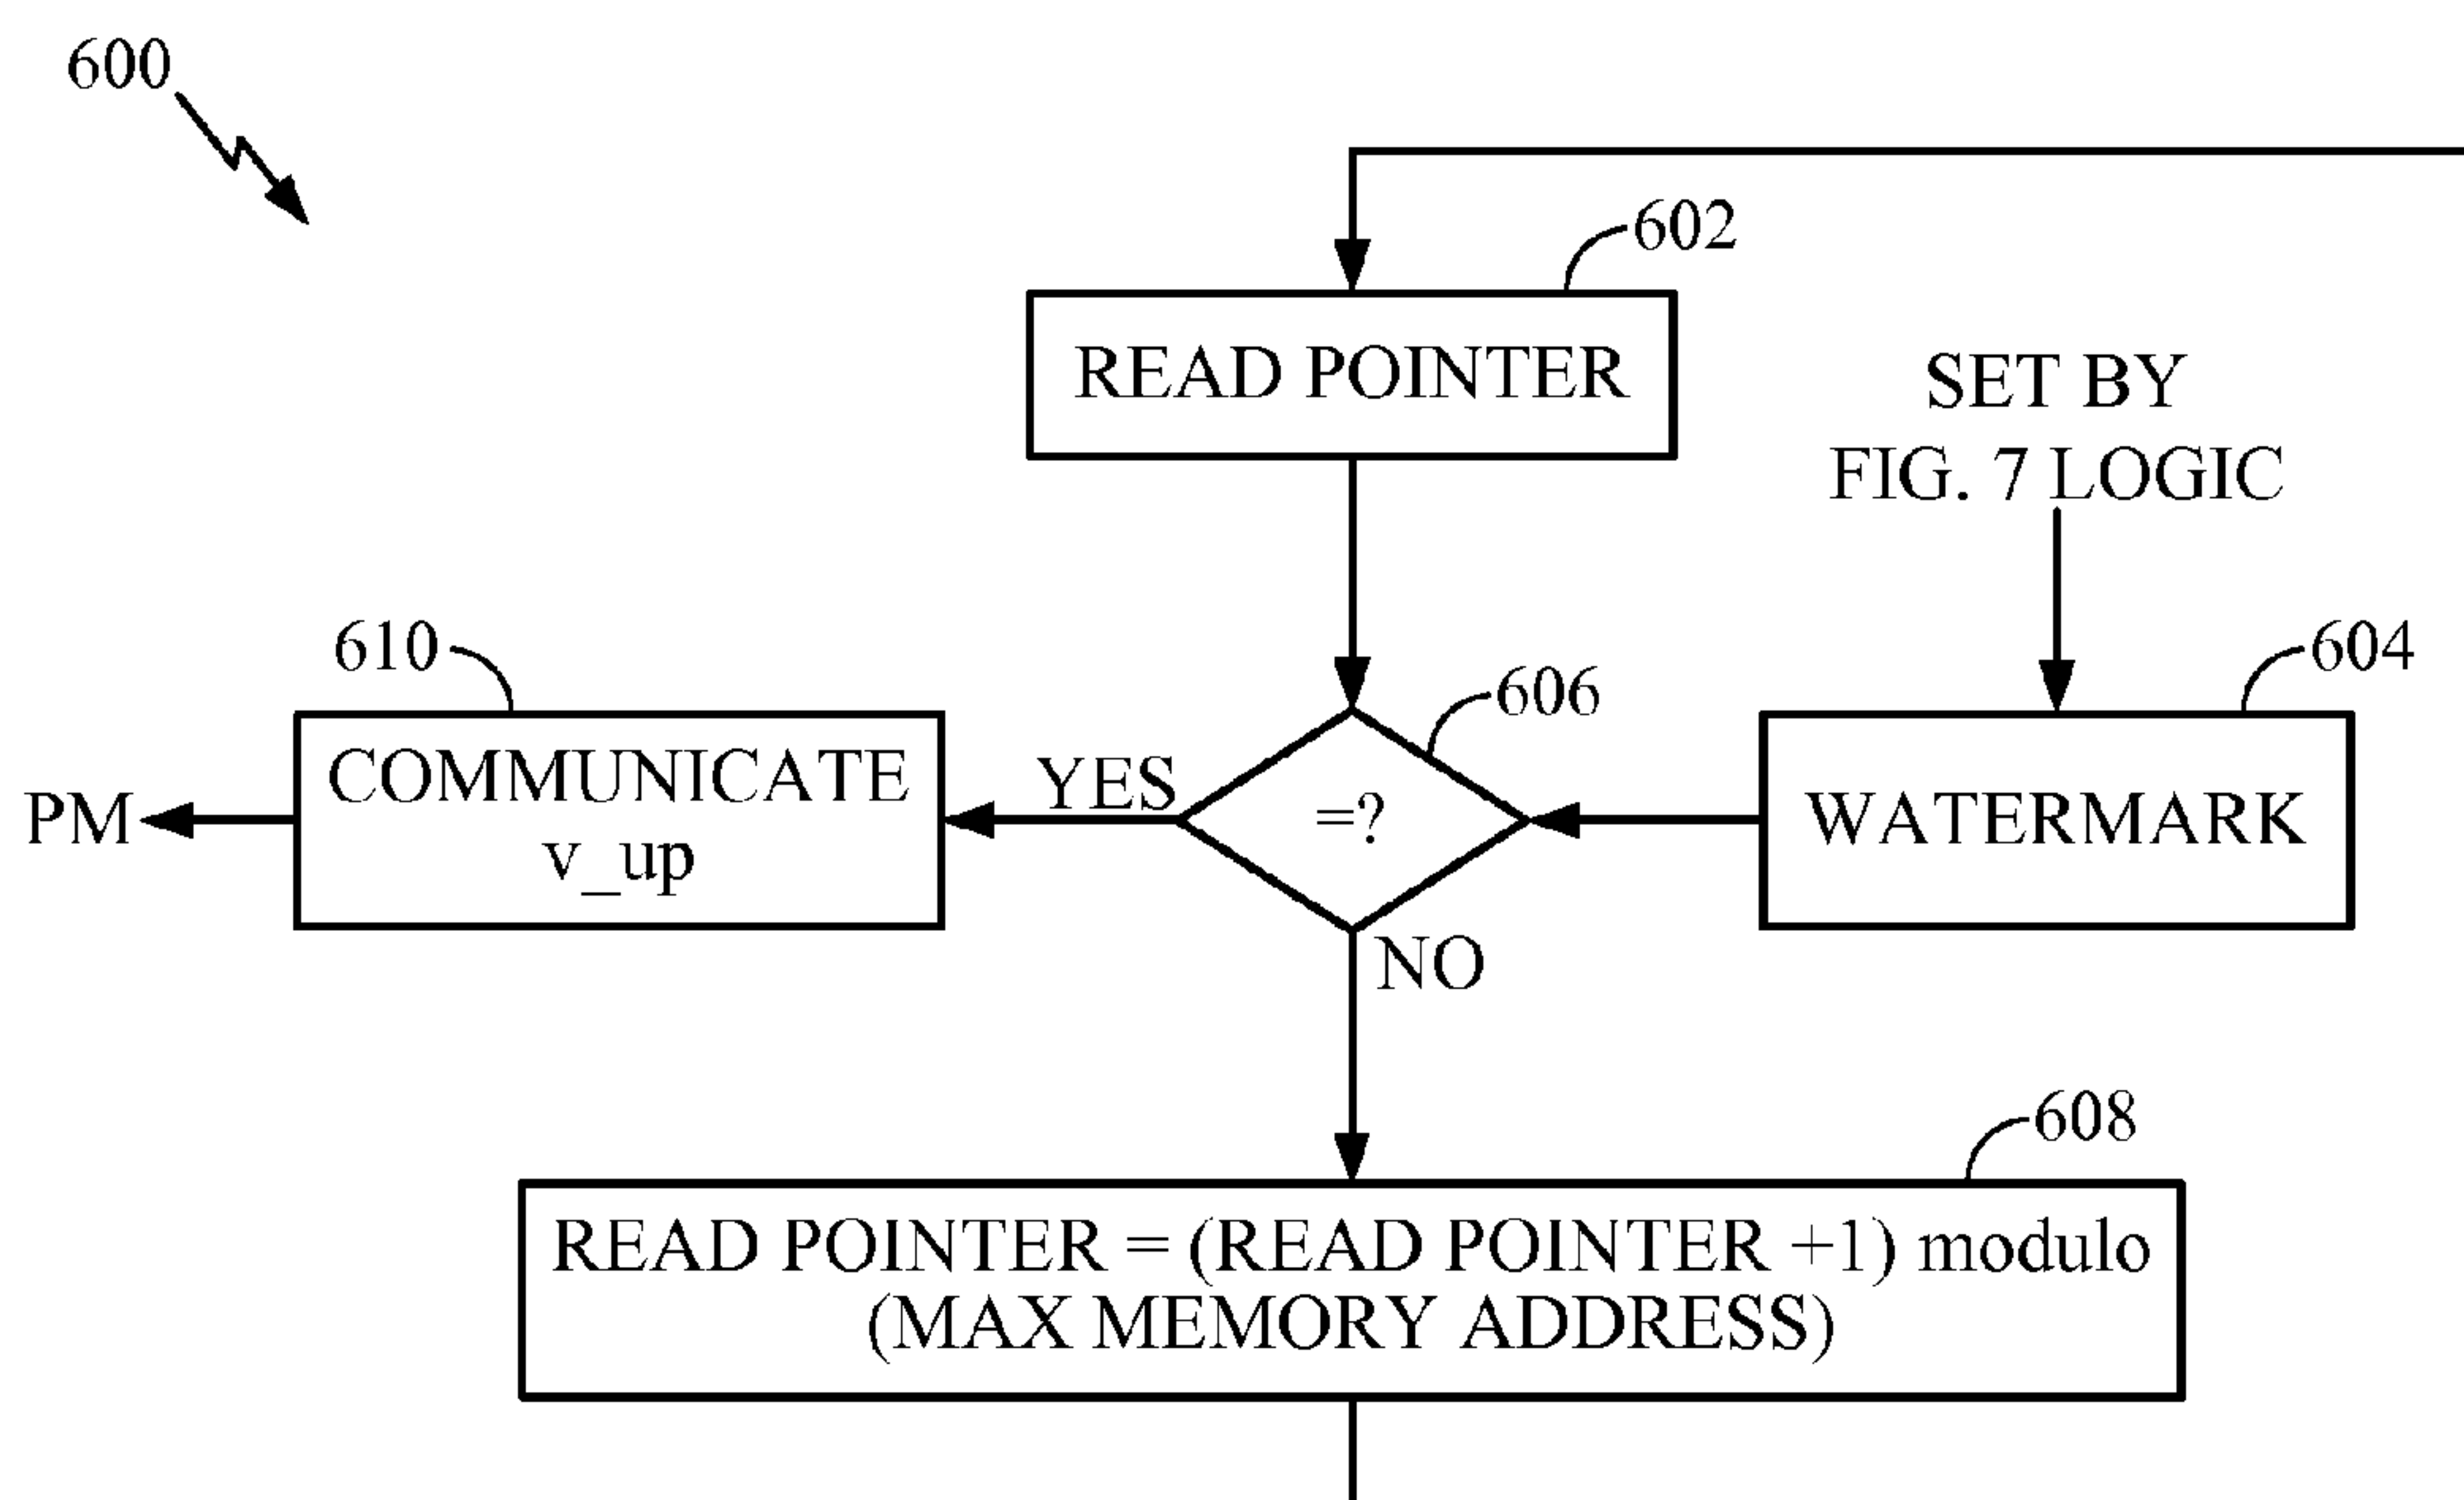 600
602
READ POINTER
SET BY
FIG. 7 LOGIC
610
606
604
COMMUNICATE
v_up
PM
YES
=?
WATERMARK
NO
608
READ POINTER = (READ POINTER +1) modulo
(MAX MEMORY ADDRESS)